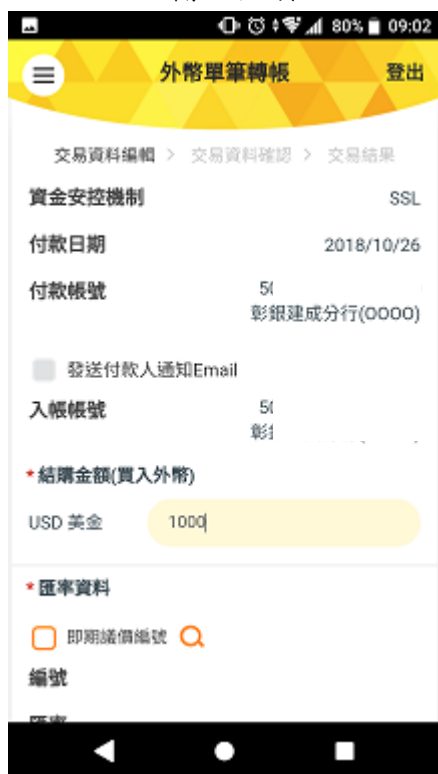 80% 09:02
外幣單筆轉帳 登出
交易資料編輯 > 交易資料確認 > 交易結果
資金安控機制 SSL
付款日期 2018/10/26
付款帳號 50
彰銀建成分行(OOOO)
發送付款人通知Email
入帳帳號 50
彰
*結購金額(買入外幣)
USD 美金 1000
*匯率資料
即期議價編號
編號